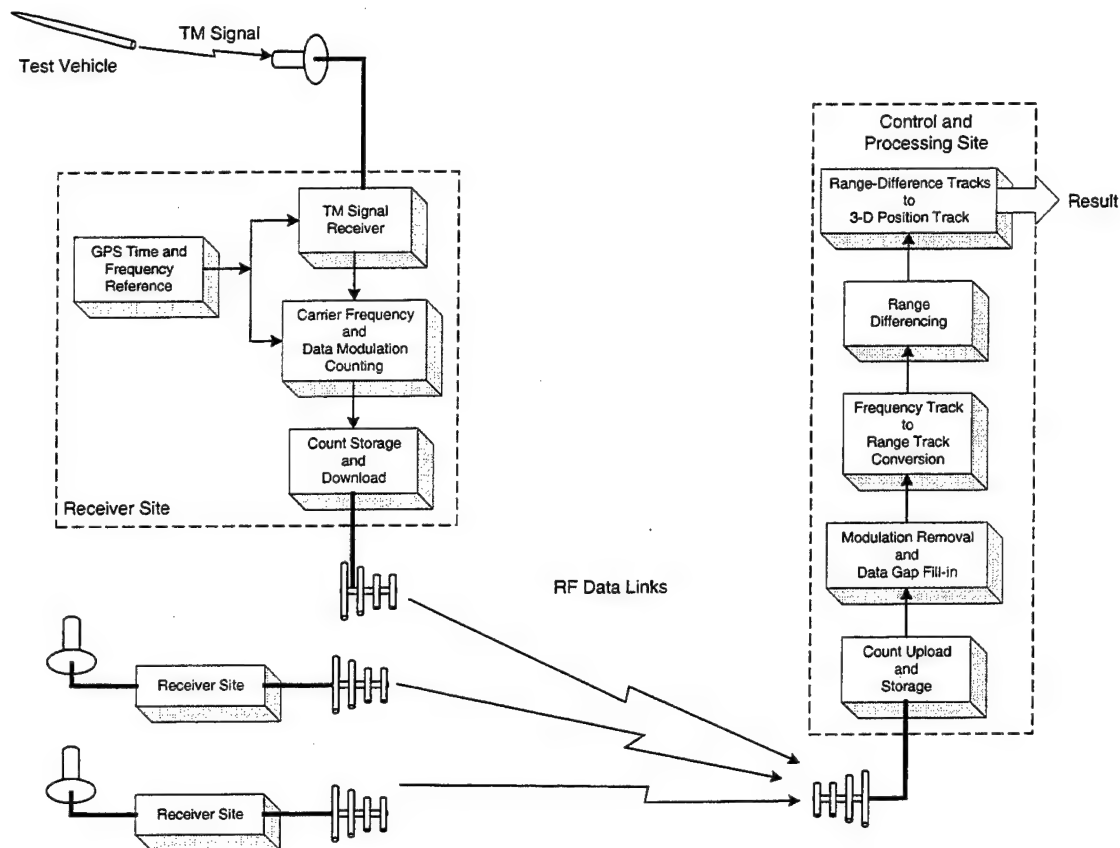 TM Signal
Test Vehicle
TM Signal
Receiver
GPS Time and
Frequency
Reference
Carrier Frequency
and
Data Modulation
Counting
Count Storage
and
Download
Receiver Site
RF Data Links
Receiver Site
Receiver Site
Control and
Processing Site
Range-Difference Tracks
to
3-D Position Track
Result
Range
Differencing
Frequency Track
to
Range Track
Conversion
Modulation Removal
and
Data Gap Fill-in
Count Upload
and
Storage